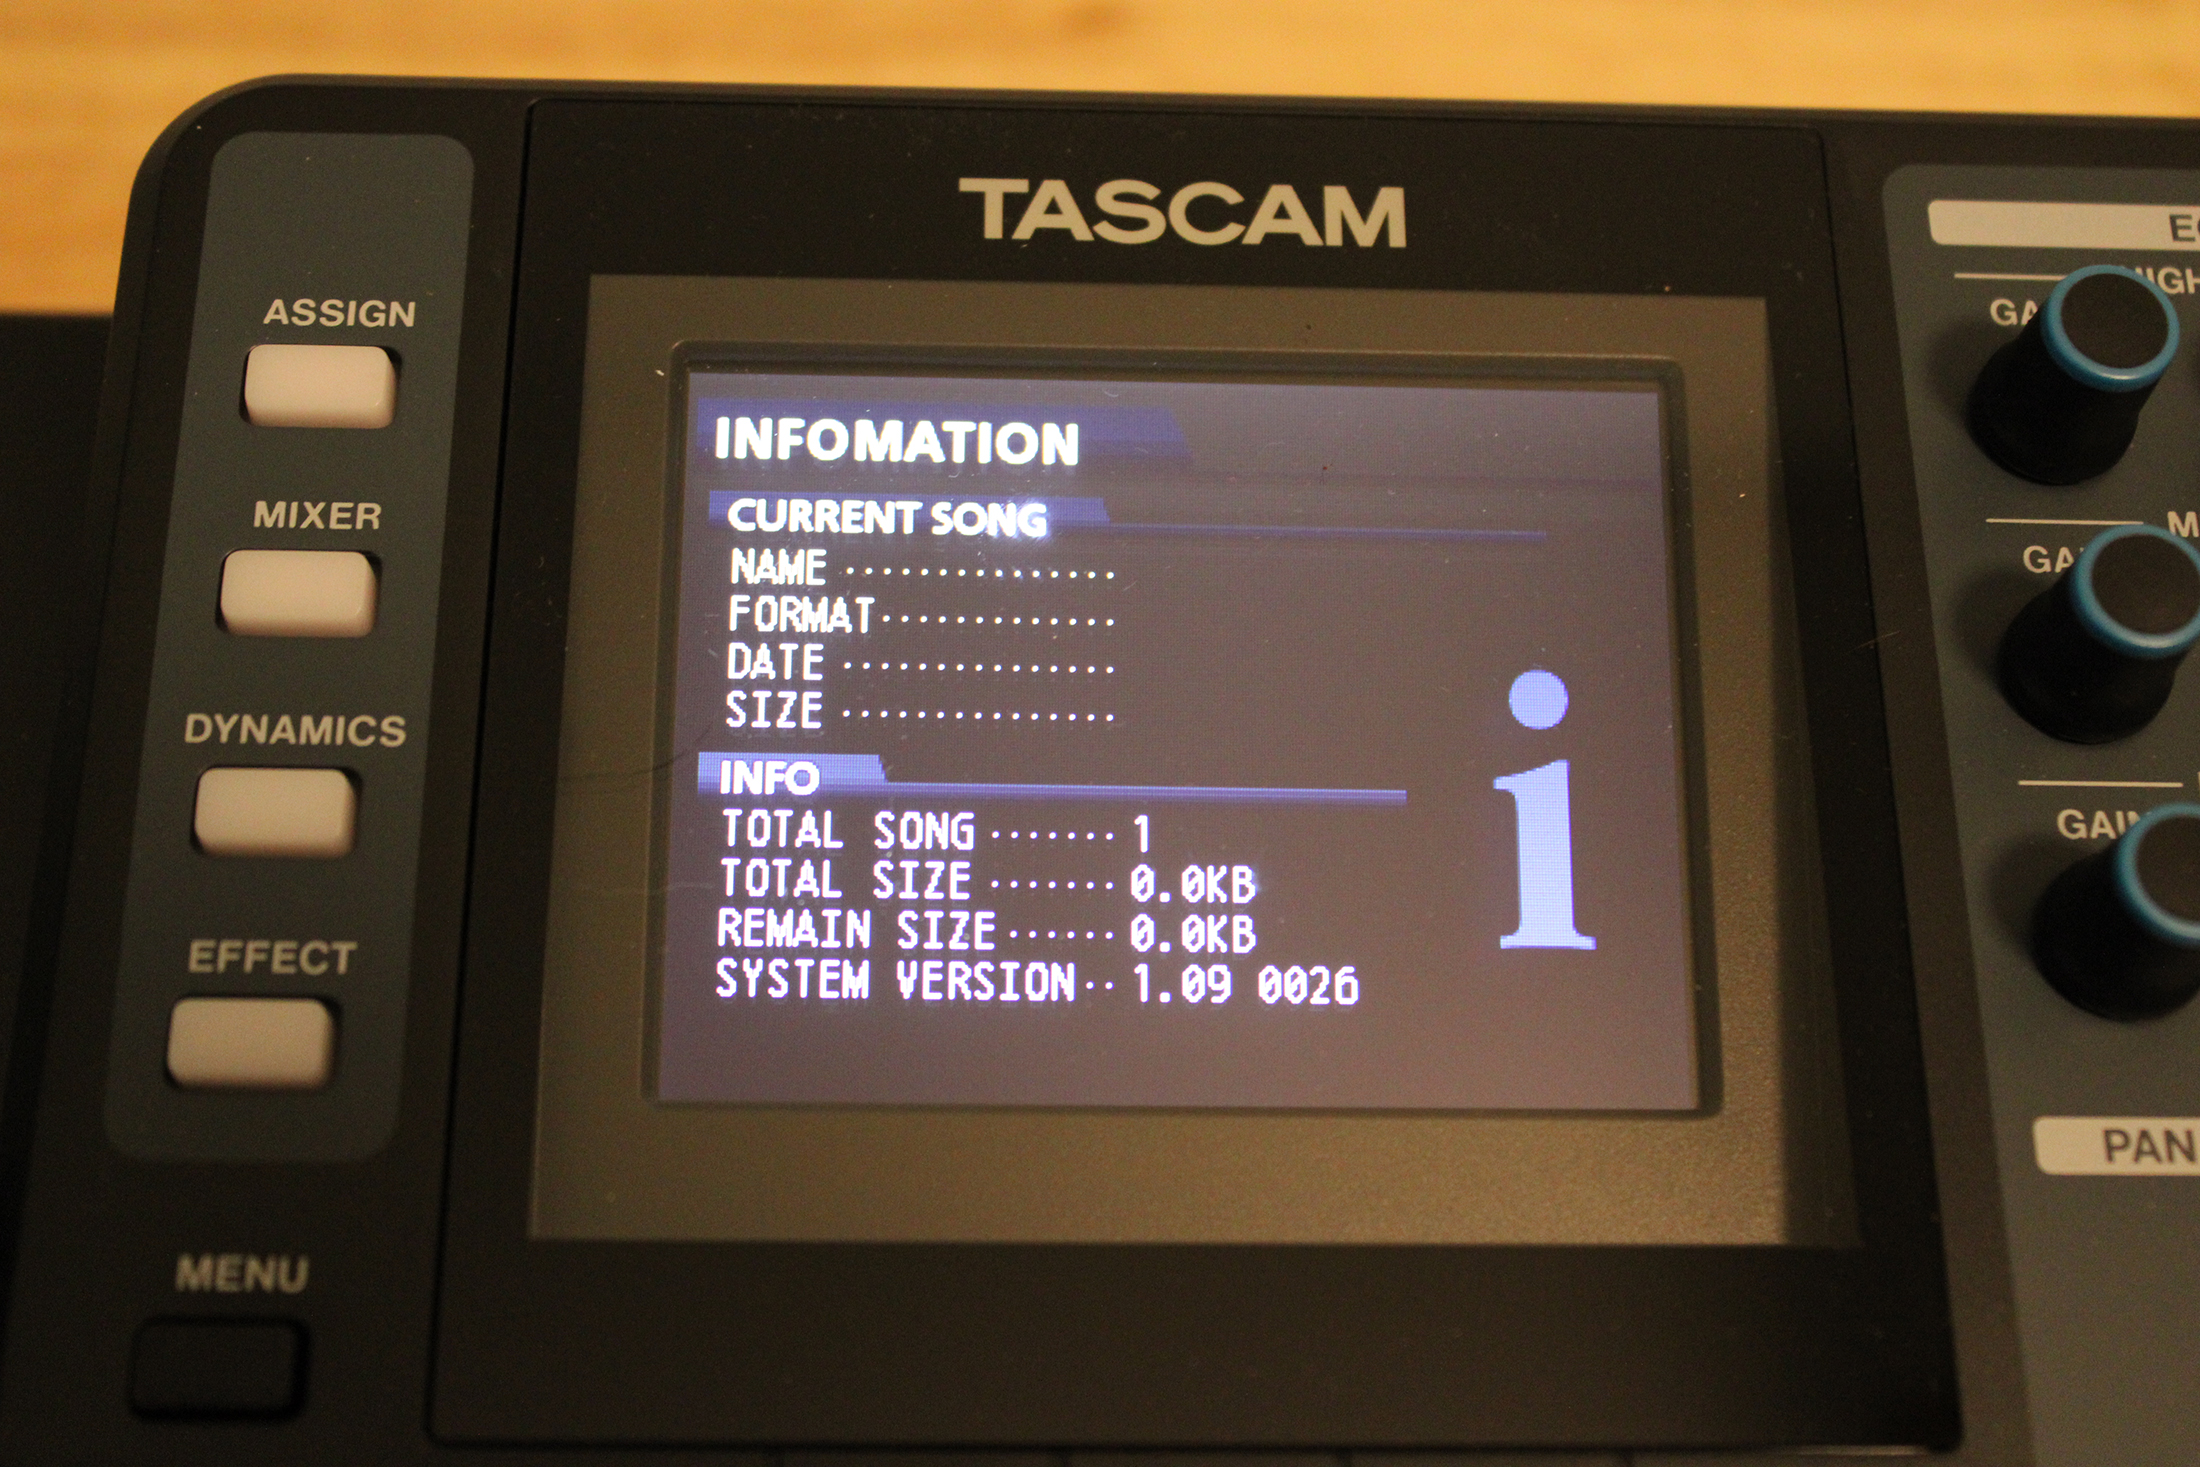 TASCAM
ASSIGN
MIXER
DYNAMICS
EFFECT
MENU
INFOMATION
CURRENT SONG
NAME ···············
FORMAT·············
DATE ···············
SIZE ···············
INFO
TOTAL SONG ······· 1
TOTAL SIZE ······· 0.0KB
REMAIN SIZE ······ 0.0KB
SYSTEM VERSION·· 1.09 0026
PAN